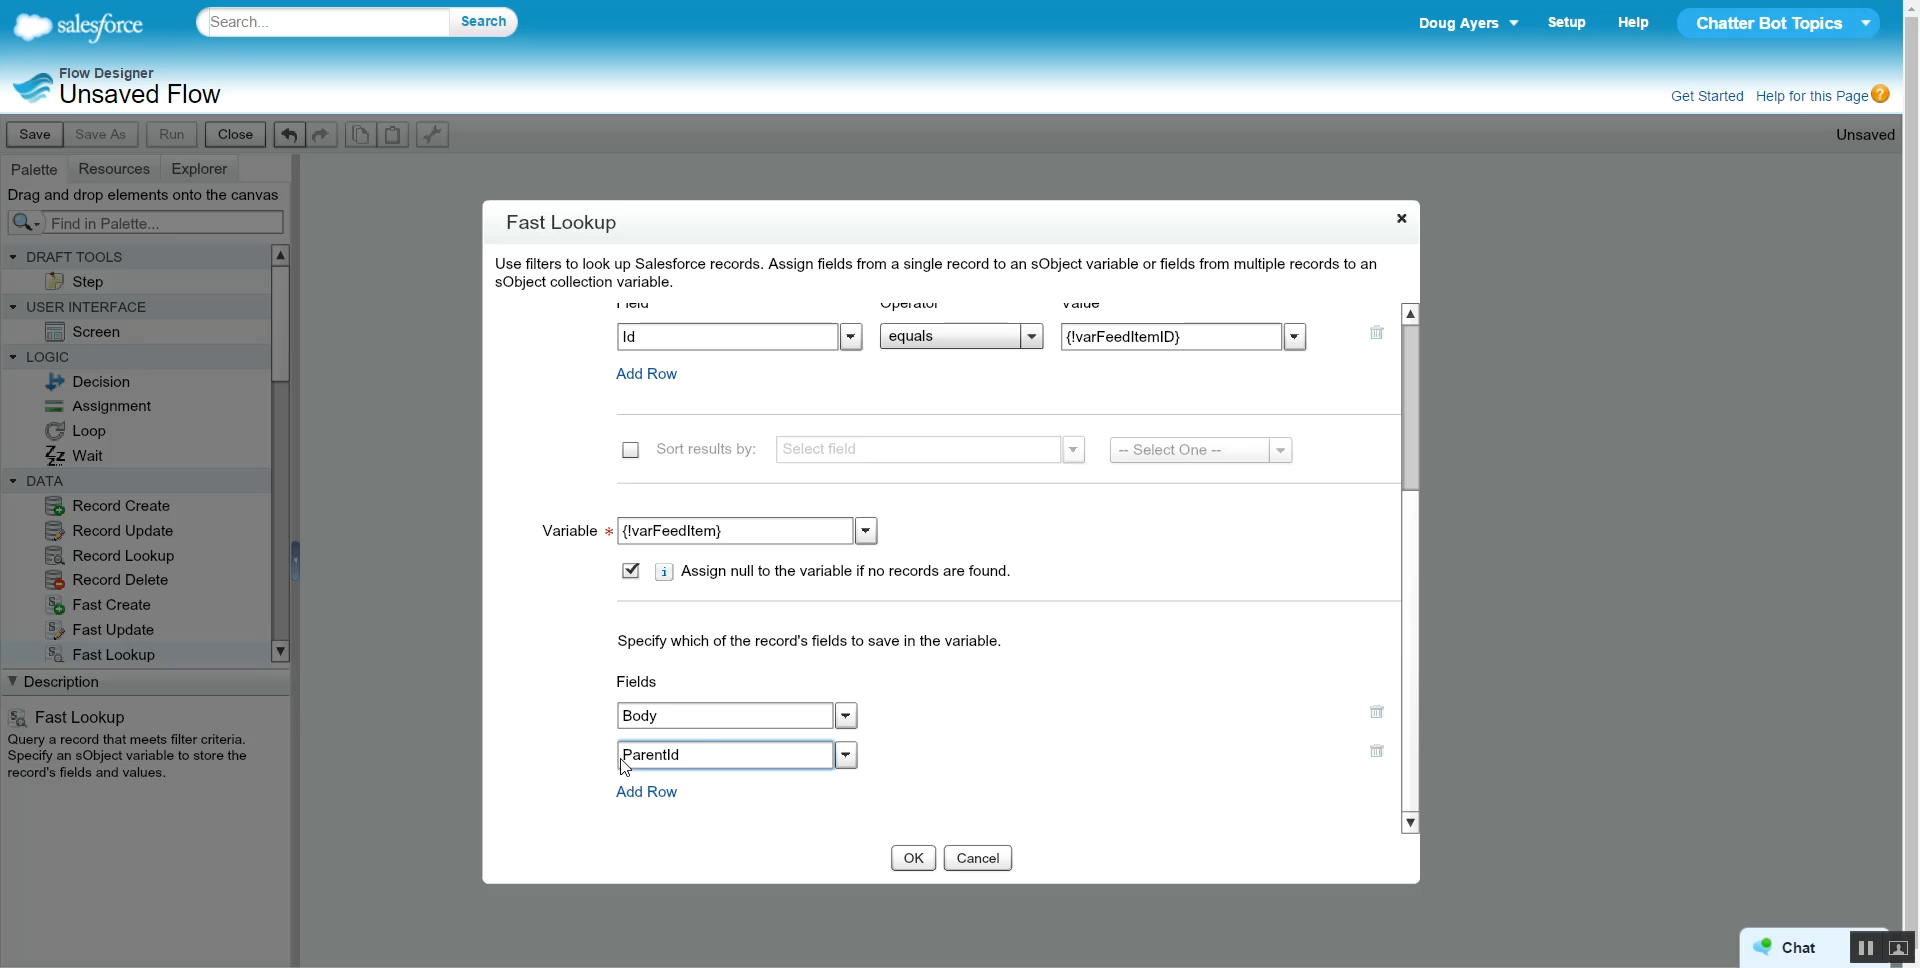 salesforce
Search...
Search
Doug Ayers
Setup
Help
Chatter Bot Topics
Flow Designer
Unsaved Flow
Get Started
Help for this Page
?
Save
Save As
Run
Close
Unsaved
Palette
Resources
Explorer
Drag and drop elements onto the canvas
Find in Palette...
DRAFT TOOLS
Step
USER INTERFACE
Screen
LOGIC
Decision
Assignment
Loop
Wait
DATA
Record Create
Record Update
Record Lookup
Record Delete
Fast Create
Fast Update
Fast Lookup
Description
Fast Lookup
Query a record that meets filter criteria.
Specify an sObject variable to store the
record's fields and values.
Fast Lookup
Use filters to look up Salesforce records. Assign fields from a single record to an sObject variable or fields from multiple records to an
sObject collection variable.
Field
Operator
Value
Id
equals
{!varFeedItemID}
Add Row
Sort results by:
Select field
-- Select One --
Variable *
{!varFeedItem}
Assign null to the variable if no records are found.
Specify which of the record's fields to save in the variable.
Fields
Body
ParentId
Add Row
OK
Cancel
Chat